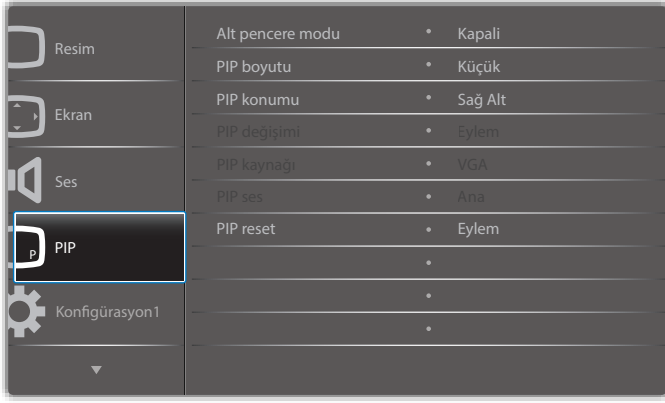 Resim
Ekran
Ses
P
PIP
Konfigürasyon1
Alt pencere modu • Kapali
PIP boyutu • Küçük
PIP konumu • Sağ Alt
PIP değişimi • Eylem
PIP kaynağı • VGA
PIP ses • Ana
PIP reset • Eylem